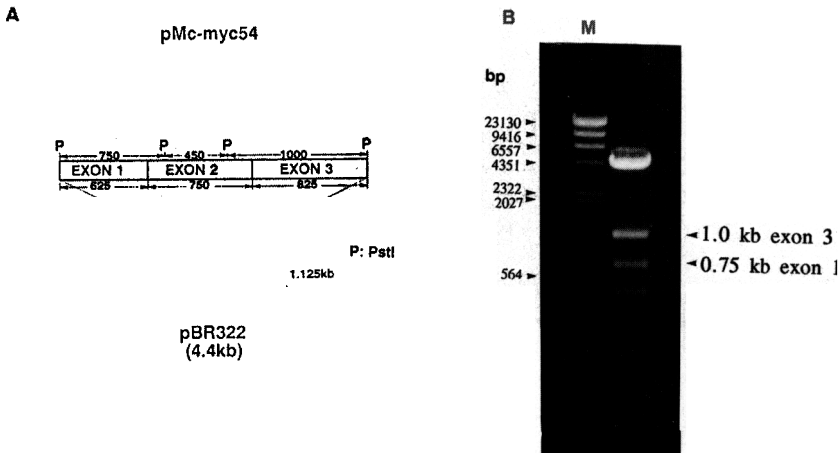 A
pMc-myc54
P P P P
750 450 1000
EXON 1 EXON 2 EXON 3
625 750 825
P: PstI
1.125kb
pBR322
(4.4kb)
B
M
bp
23130
9416
6557
4351
2322
2027
564
1.0 kb exon 3
0.75 kb exon 1